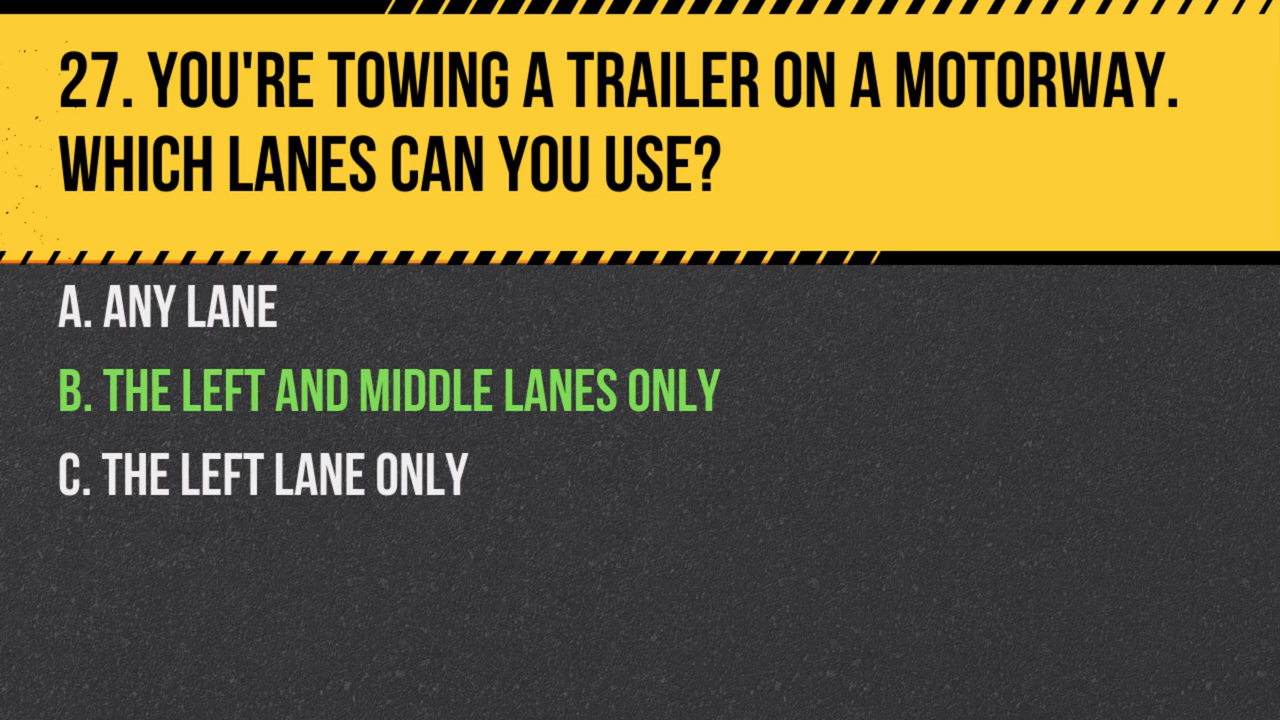 27. YOU'RE TOWING A TRAILER ON A MOTORWAY.
WHICH LANES CAN YOU USE?
A. ANY LANE
B. THE LEFT AND MIDDLE LANES ONLY
C. THE LEFT LANE ONLY